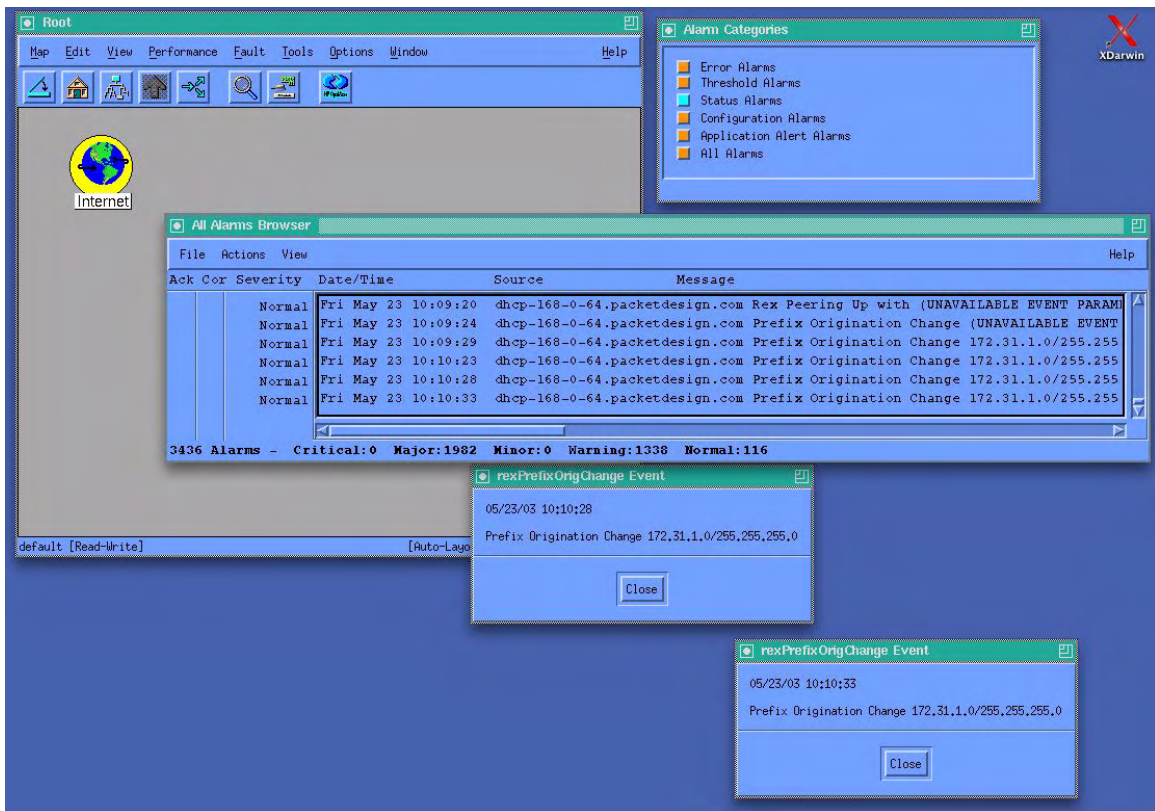 Root
Map Edit View Performance Fault Tools Options Window Help
Internet
default [Read-Write] [Auto-Layo
Alarm Categories
Error Alarms
Threshold Alarms
Status Alarms
Configuration Alarms
Application Alert Alarms
All Alarms
XDarwin
All Alarms Browser
File Actions View Help
Ack Cor Severity Date/Time Source Message
Normal Fri May 23 10:09:20 dhcp-168-0-64.packetdesign.com Rex Peering Up with (UNAVAILABLE EVENT PARAM
Normal Fri May 23 10:09:24 dhcp-168-0-64.packetdesign.com Prefix Origination Change (UNAVAILABLE EVENT
Normal Fri May 23 10:09:29 dhcp-168-0-64.packetdesign.com Prefix Origination Change 172.31.1.0/255.255
Normal Fri May 23 10:10:23 dhcp-168-0-64.packetdesign.com Prefix Origination Change 172.31.1.0/255.255
Normal Fri May 23 10:10:28 dhcp-168-0-64.packetdesign.com Prefix Origination Change 172.31.1.0/255.255
Normal Fri May 23 10:10:33 dhcp-168-0-64.packetdesign.com Prefix Origination Change 172.31.1.0/255.255
3436 Alarms - Critical:0 Major:1982 Minor:0 Warning:1338 Normal:116
rexPrefixOrigChange Event
05/23/03 10:10:28
Prefix Origination Change 172.31.1.0/255.255.255.0
Close
rexPrefixOrigChange Event
05/23/03 10:10:33
Prefix Origination Change 172.31.1.0/255.255.255.0
Close